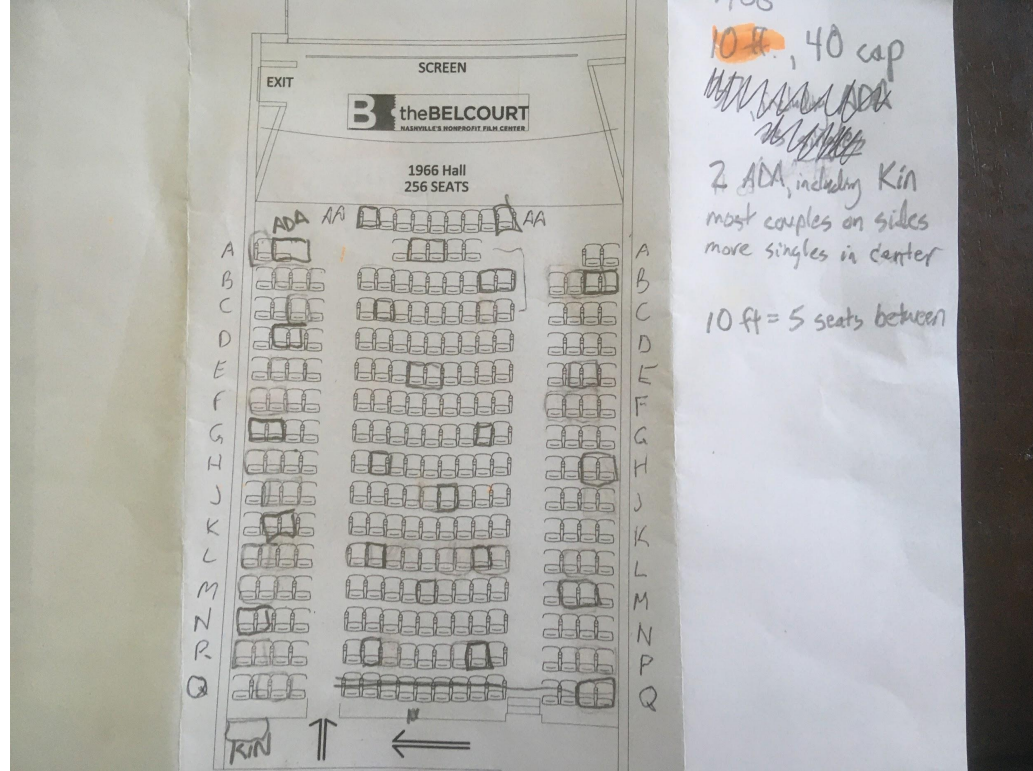 10 ft., 40 cap
2 ADA, including Kin
most couples on sides
more singles in center
10 ft = 5 seats between
SCREEN
EXIT
B theBELCOURT
NASHVILLE'S NONPROFIT FILM CENTER
1966 Hall
256 SEATS
ADA AA AA
A A
B B
C C
D D
E E
F F
G G
H H
J J
K K
L L
M M
N N
P P
Q Q
KIN